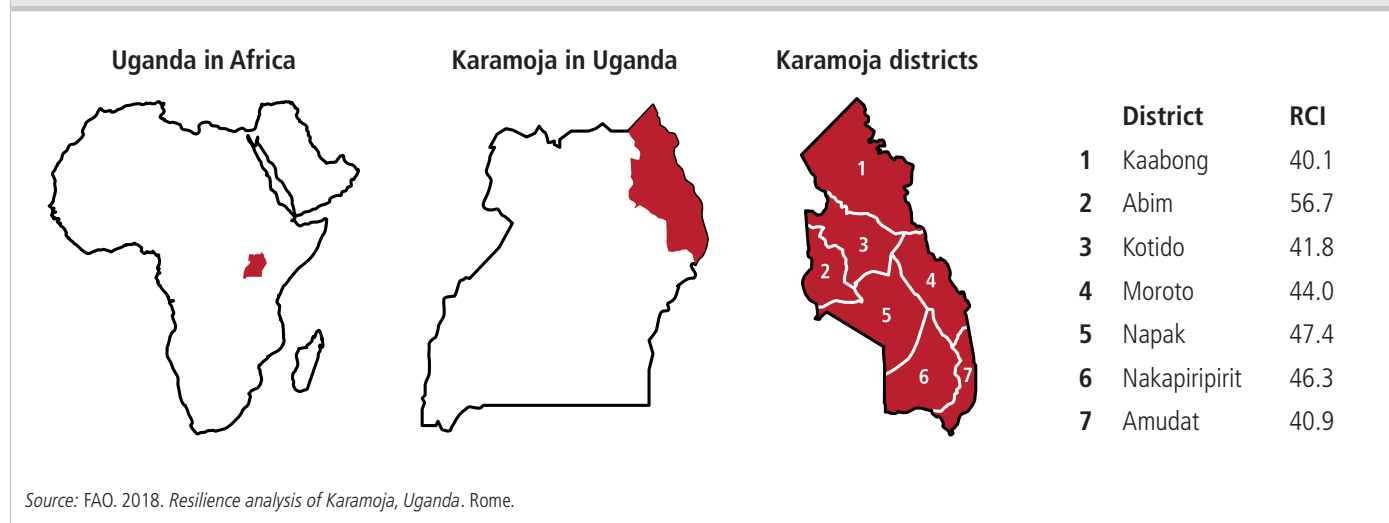 Uganda in Africa
Karamoja in Uganda
Karamoja districts
1
2
3
4
5
6
7
District RCI
1 Kaabong 40.1
2 Abim 56.7
3 Kotido 41.8
4 Moroto 44.0
5 Napak 47.4
6 Nakapiripirit 46.3
7 Amudat 40.9
Source: FAO. 2018. Resilience analysis of Karamoja, Uganda. Rome.